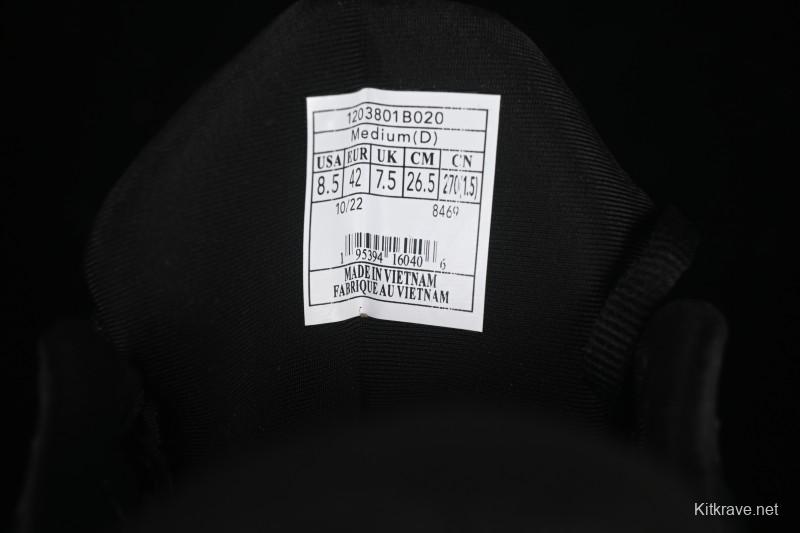 1203801B020
Medium(D)
USA EUR UK CM CN
8.5 42 7.5 26.5 270(1.5)
10/22 8469
1 95394 16040 6
MADE IN VIETNAM
FABRIQUE AU VIETNAM
Kitkrave.net